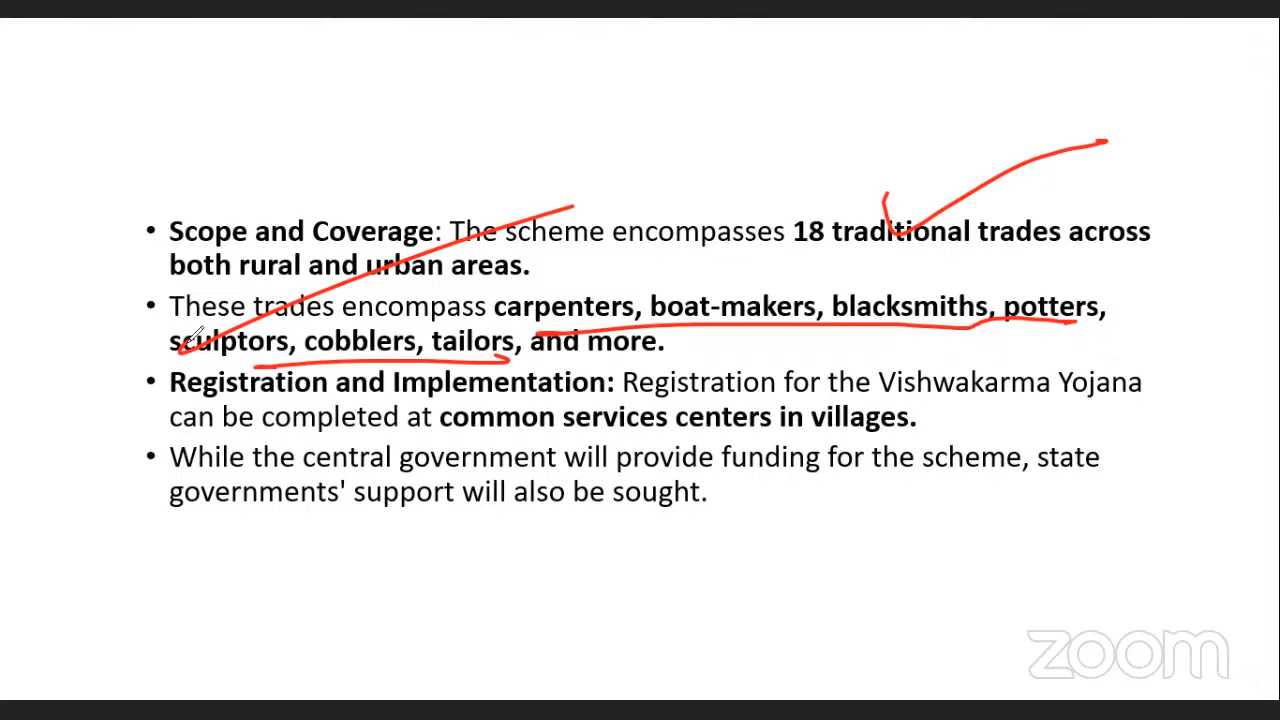 • Scope and Coverage: The scheme encompasses 18 traditional trades across
both rural and urban areas.
• These trades encompass carpenters, boat-makers, blacksmiths, potters,
sculptors, cobblers, tailors, and more.
• Registration and Implementation: Registration for the Vishwakarma Yojana
can be completed at common services centers in villages.
• While the central government will provide funding for the scheme, state
governments' support will also be sought.
zoom